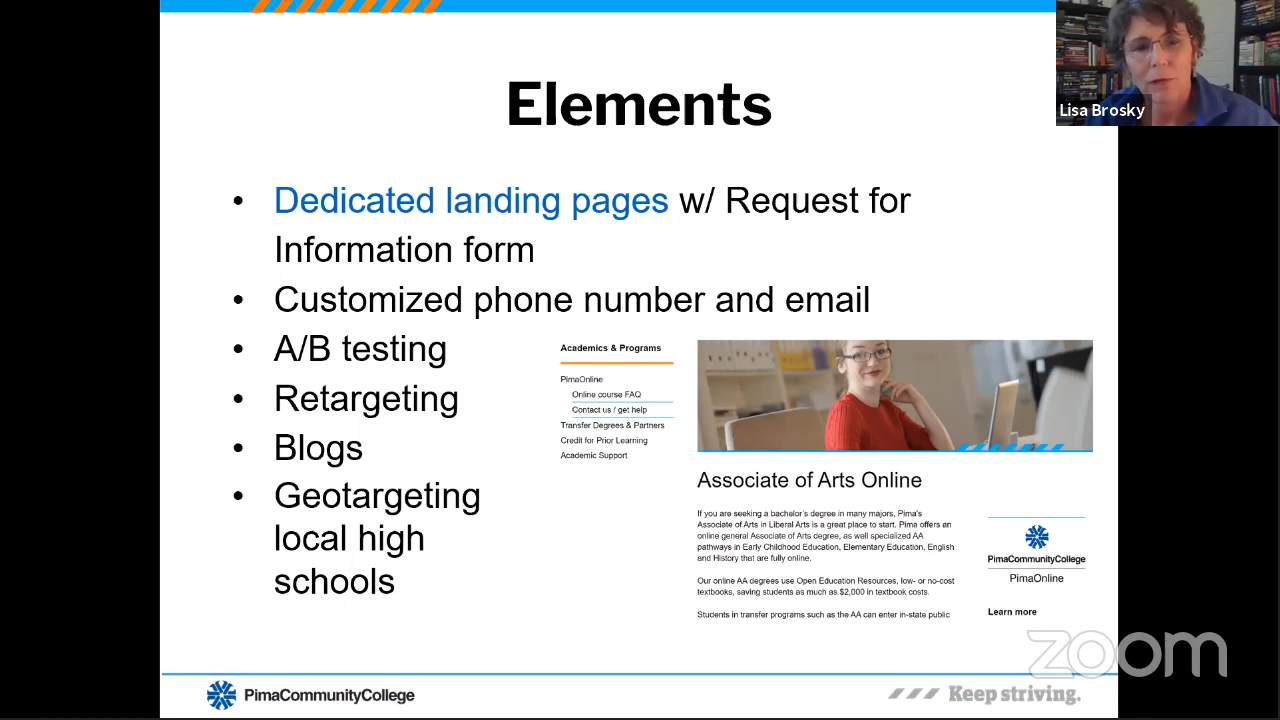 Elements
Lisa Brosky
• Dedicated landing pages w/ Request for
Information form
• Customized phone number and email
• A/B testing
• Retargeting
• Blogs
• Geotargeting
local high
schools
Academics & Programs
PimaOnline
Online course FAQ
Contact us / get help
Transfer Degrees & Partners
Credit for Prior Learning
Academic Support
Associate of Arts Online
If you are seeking a bachelor's degree in many majors, Pima's
Associate of Arts in Liberal Arts is a great place to start. Pima offers an
online general Associate of Arts degree, as well specialized AA
pathways in Early Childhood Education, Elementary Education, English
and History that are fully online.
Our online AA degrees use Open Education Resources, low- or no-cost
textbooks, saving students as much as $2,000 in textbook costs.
Students in transfer programs such as the AA can enter in-state public
PimaCommunityCollege
PimaOnline
Learn more
zoom
PimaCommunityCollege
Keep striving.